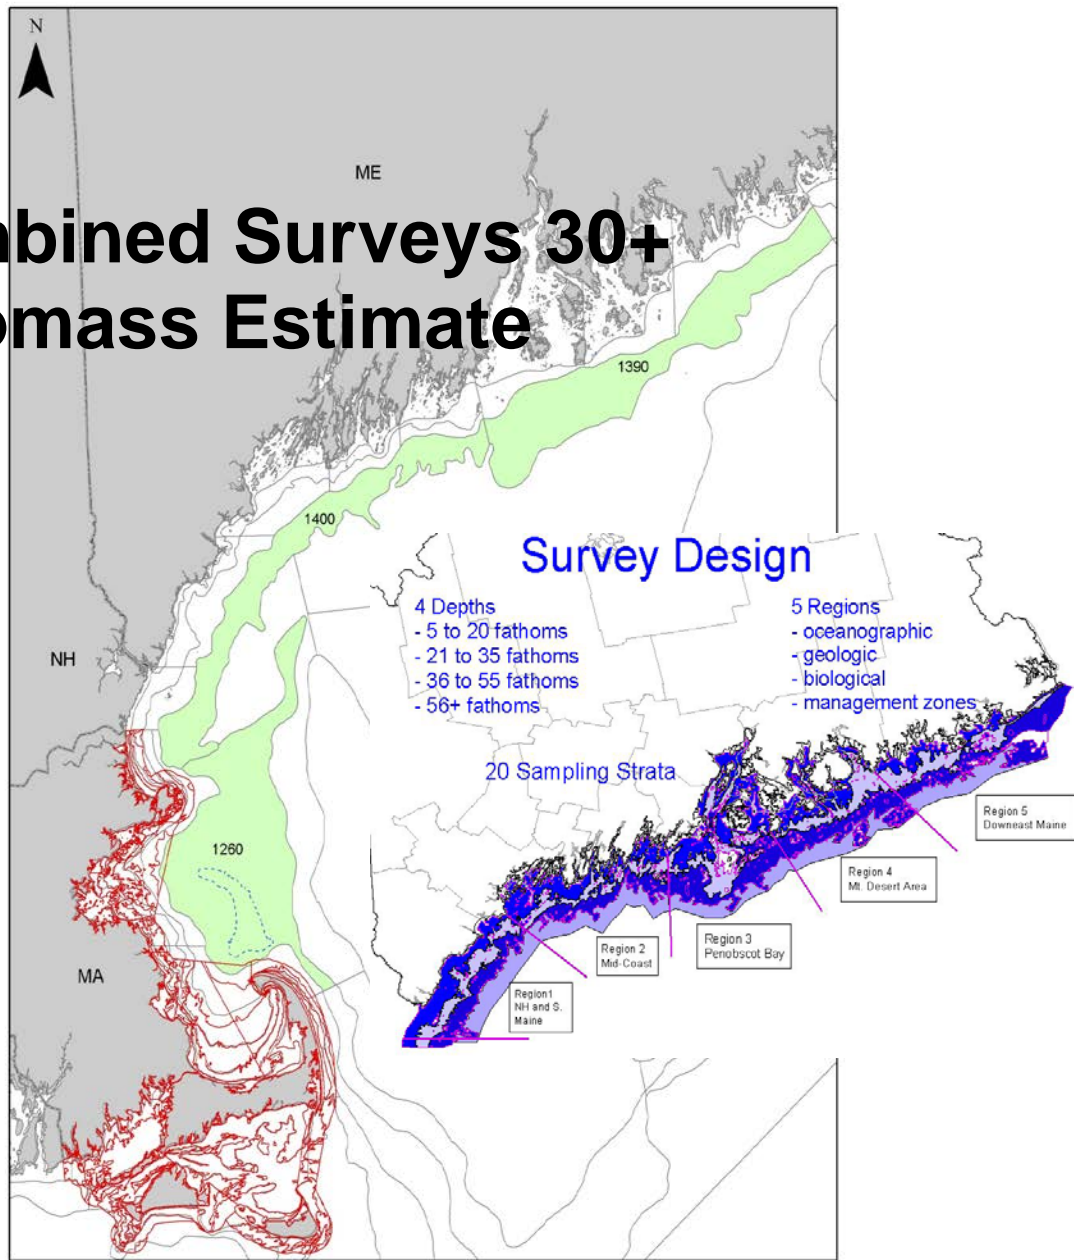 N
ME
mbined Surveys 30+
omass Estimate
1390
1400
NH
1260
MA
Survey Design
4 Depths
- 5 to 20 fathoms
- 21 to 35 fathoms
- 36 to 55 fathoms
- 56+ fathoms
5 Regions
- oceanographic
- geologic
- biological
- management zones
20 Sampling Strata
Region 5
Downeast Maine
Region 4
Mt. Desert Area
Region 3
Penobscot Bay
Region 2
Mid-Coast
Region1
NH and S.
Maine